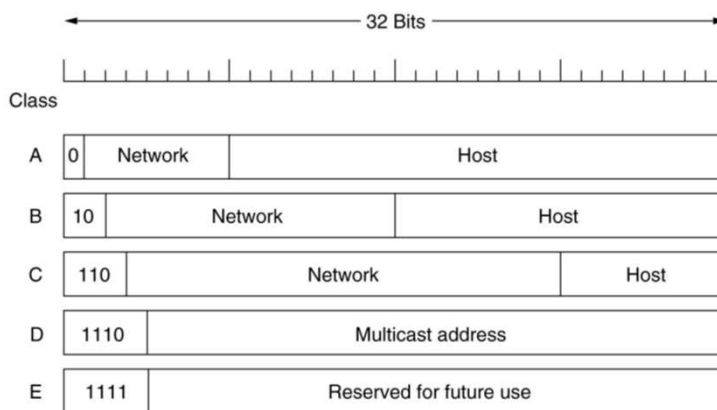 32 Bits
Class
A 0 Network Host
B 10 Network Host
C 110 Network Host
D 1110 Multicast address
E 1111 Reserved for future use